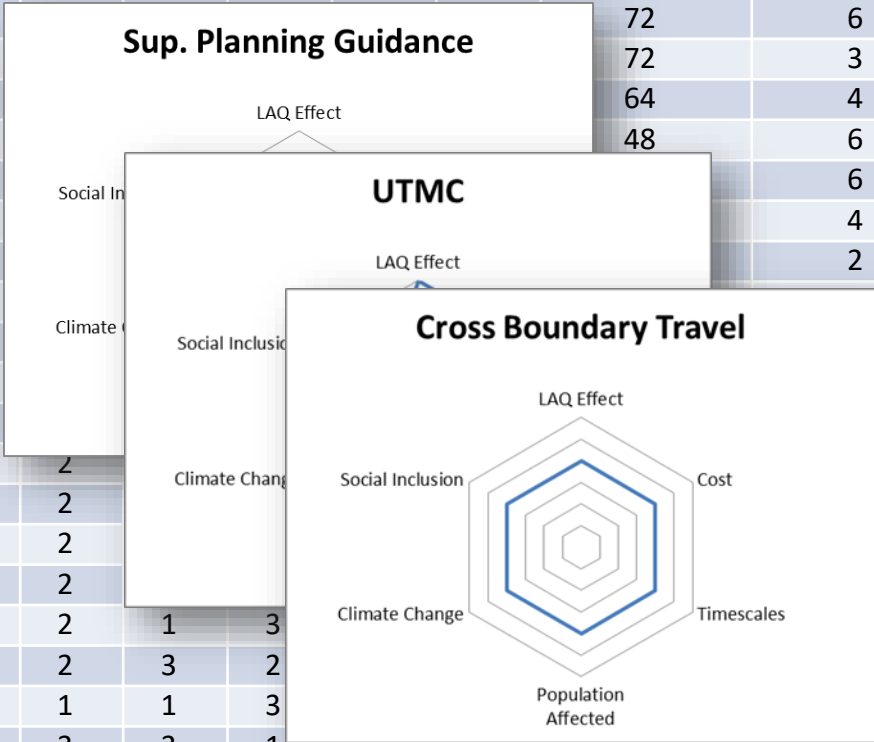 72 6
Sup. Planning Guidance
72 3
64 4
LAQ Effect
48 6
6
UTMC
Social In
4
LAQ Effect
2
Climate
Cross Boundary Travel
Social Inclusio
LAQ Effect
2
Climate Chang
Social Inclusion
Cost
2
2
2
Climate Change
Timescales
2 1 3
2 3 2
Population
Affected
1 1 3